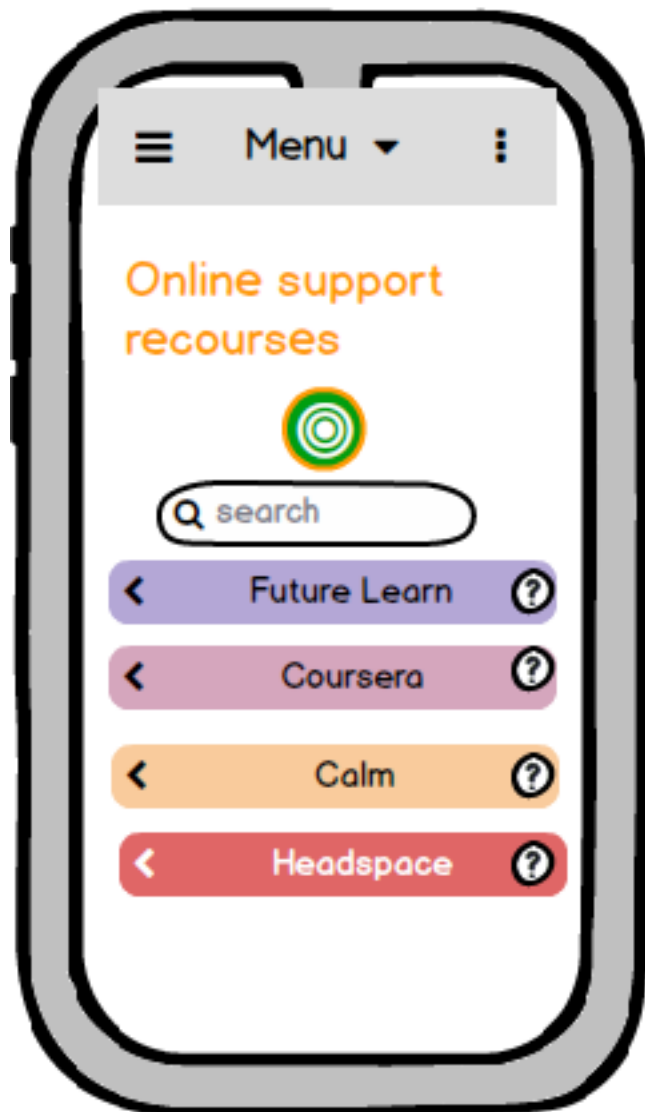 Menu
Online support
recourses
search
Future Learn
?
Coursera
?
Calm
?
Headspace
?